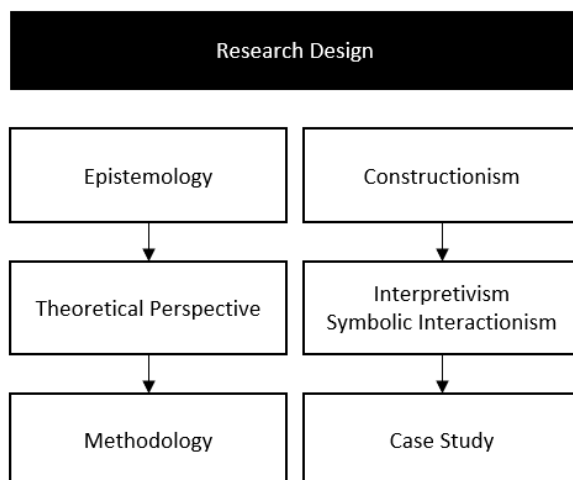 Research Design
Epistemology
Constructionism
Theoretical Perspective
Interpretivism
Symbolic Interactionism
Methodology
Case Study